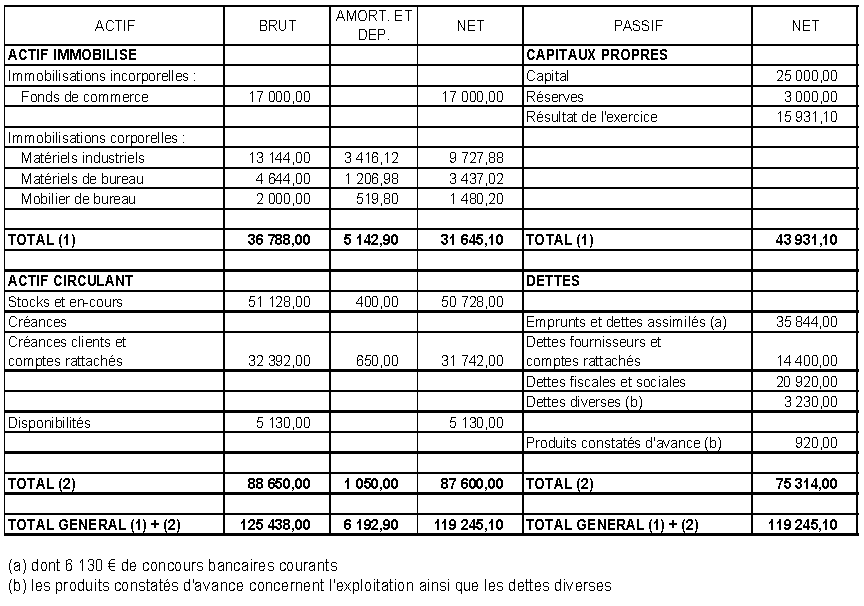 ACTIF BRUT AMORT. ET DEP. NET PASSIF NET
ACTIF IMMOBILISE CAPITAUX PROPRES
Immobilisations incorporelles : Capital 25 000,00
Fonds de commerce 17 000,00 17 000,00 Réserves 3 000,00
Résultat de l'exercice 15 931,10
Immobilisations corporelles :
Matériels industriels 13 144,00 3 416,12 9 727,88
Matériels de bureau 4 644,00 1 206,98 3 437,02
Mobilier de bureau 2 000,00 519,80 1 480,20
TOTAL (1) 36 788,00 5 142,90 31 645,10 TOTAL (1) 43 931,10
ACTIF CIRCULANT DETTES
Stocks et en-cours 51 128,00 400,00 50 728,00
Créances Emprunts et dettes assimilés (a) 35 844,00
Créances clients et Dettes fournisseurs et
comptes rattachés 32 392,00 650,00 31 742,00 comptes rattachés 14 400,00
Dettes fiscales et sociales 20 920,00
Dettes diverses (b) 3 230,00
Disponibilités 5 130,00 5 130,00
Produits constatés d'avance (b) 920,00
TOTAL (2) 88 650,00 1 050,00 87 600,00 TOTAL (2) 75 314,00
TOTAL GENERAL (1) + (2) 125 438,00 6 192,90 119 245,10 TOTAL GENERAL (1) + (2) 119 245,10
(a) dont 6 130 € de concours bancaires courants
(b) les produits constatés d'avance concernent l'exploitation ainsi que les dettes diverses